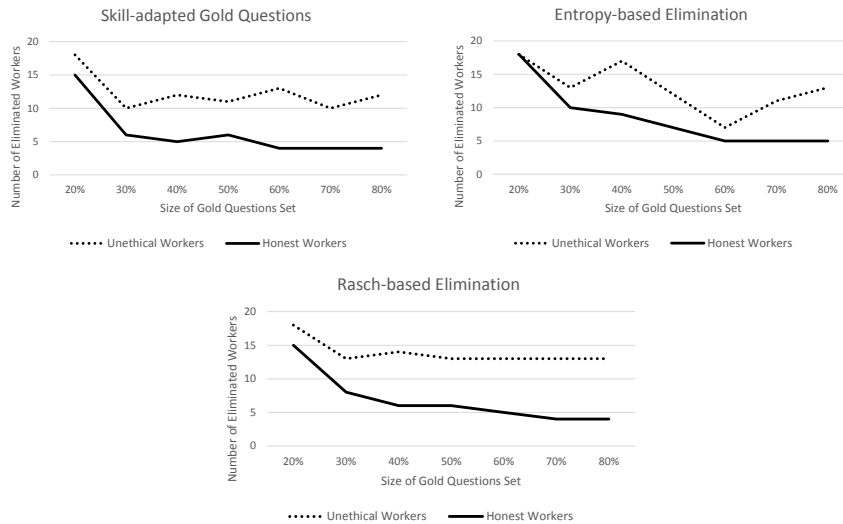 Skill-adapted Gold Questions
Number of Eliminated Workers
20
15
10
5
0
20% 30% 40% 50% 60% 70% 80%
Size of Gold Questions Set
Unethical Workers Honest Workers
Entropy-based Elimination
Number of Eliminated Workers
20
15
10
5
0
20% 30% 40% 50% 60% 70% 80%
Size of Gold Questions Set
Unethical Workers Honest Workers
Rasch-based Elimination
Number of Eliminated Workers
20
15
10
5
0
20% 30% 40% 50% 60% 70% 80%
Size of Gold Questions Set
Unethical Workers Honest Workers